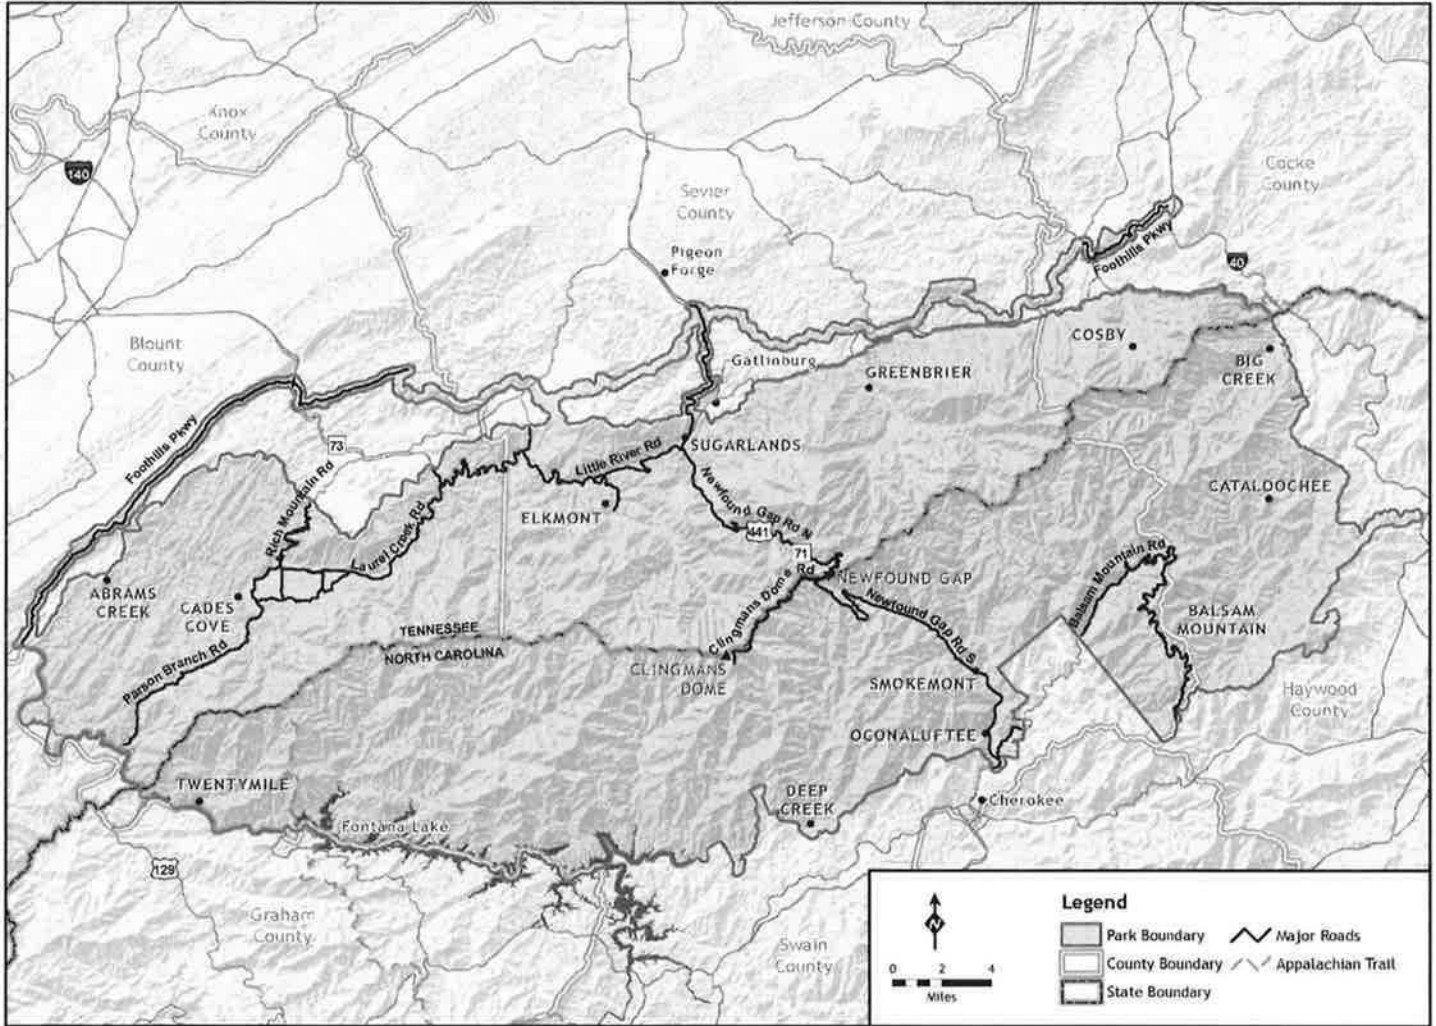 Jefferson County
Knox
County
140
Cocke
County
Sevier
County
Pigeon
Forge
Foothills Pkwy
40
Blount
County
COSBY
Gatlinburg
GREENBRIER
BIG
CREEK
Foothills Pkwy
73
SUGARLANDS
Little River Rd
Rich Mountain Rd
CATALOOCHEE
Newfound Gap Rd N
ELKMONT
441
Laurel Creek Rd
71
Balsam Mountain Rd
NEWFOUND GAP
ABRAMS
CREEK
CADES
COVE
Clingmans Dome Rd
Newfound Gap Rd S
BALSAM
MOUNTAIN
TENNESSEE
NORTH CAROLINA
Parson Branch Rd
CLINGMANS
DOME
SMOKEMONT
Haywood
County
OCONALUFTEE
TWENTYMILE
DEEP
CREEK
Cherokee
Fontana Lake
129
Graham
County
Swain
County
N
0 2 4
Miles
Legend
Park Boundary
Major Roads
County Boundary
Appalachian Trail
State Boundary